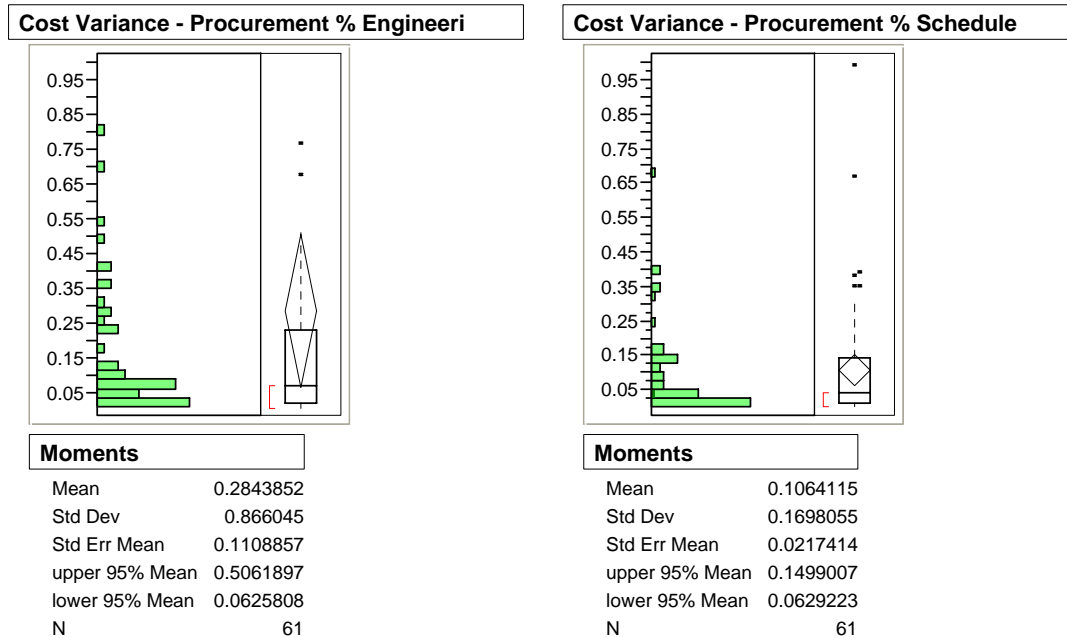 Cost Variance - Procurement % Engineeri
0.95
0.85
0.75
0.65
0.55
0.45
0.35
0.25
0.15
0.05
Moments
Mean 0.2843852
Std Dev 0.866045
Std Err Mean 0.1108857
upper 95% Mean 0.5061897
lower 95% Mean 0.0625808
N 61
Cost Variance - Procurement % Schedule
0.95
0.85
0.75
0.65
0.55
0.45
0.35
0.25
0.15
0.05
Moments
Mean 0.1064115
Std Dev 0.1698055
Std Err Mean 0.0217414
upper 95% Mean 0.1499007
lower 95% Mean 0.0629223
N 61